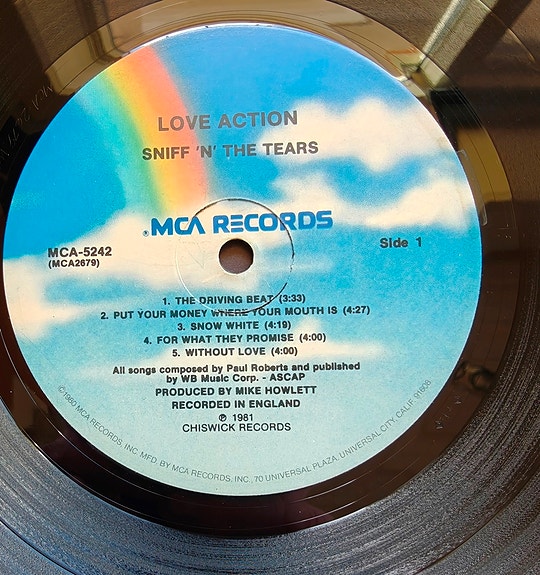 LOVE ACTION
SNIFF 'N' THE TEARS
MCA RECORDS
MCA-5242
(MCA2679)
Side 1
1. THE DRIVING BEAT (3:33)
2. PUT YOUR MONEY WHERE YOUR MOUTH IS (4:27)
3. SNOW WHITE (4:19)
4. FOR WHAT THEY PROMISE (4:00)
5. WITHOUT LOVE (4:00)
All songs composed by Paul Roberts and published
by WB Music Corp. - ASCAP
PRODUCED BY MIKE HOWLETT
RECORDED IN ENGLAND
℗ 1981
CHISWICK RECORDS
©1980 MCA RECORDS, INC. MFD. BY MCA RECORDS, INC., 70 UNIVERSAL PLAZA, UNIVERSAL CITY, CALIF. 91608